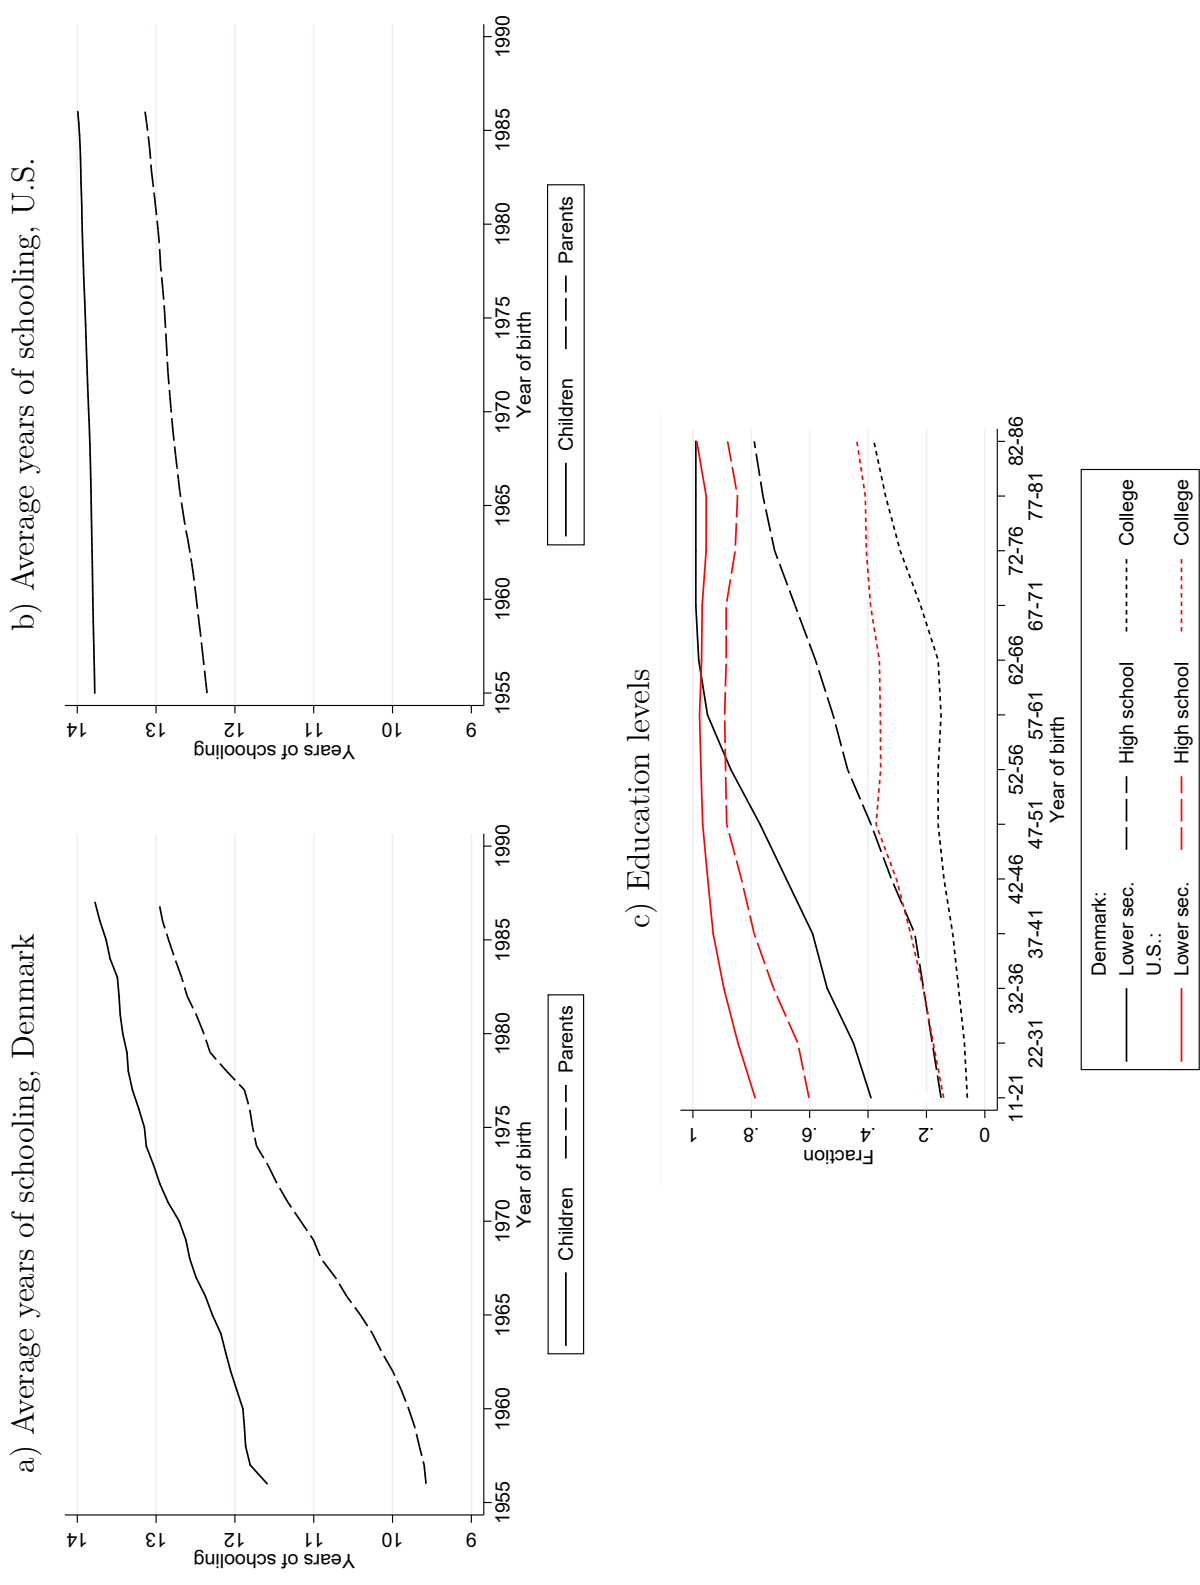 a) Average years of schooling, Denmark
Years of schooling
14
13
12
11
10
9
1955 1960 1965 1970 1975 1980 1985 1990
Year of birth
Children Parents
b) Average years of schooling, U.S.
Years of schooling
14
13
12
11
10
9
1955 1960 1965 1970 1975 1980 1985 1990
Year of birth
Children Parents
c) Education levels
Fraction
1
.8
.6
.4
.2
0
11-21 22-31 32-36 37-41 42-46 47-51 52-56 57-61 62-66 67-71 72-76 77-81 82-86
Year of birth
Denmark:
Lower sec. High school College
U.S.:
Lower sec. High school College